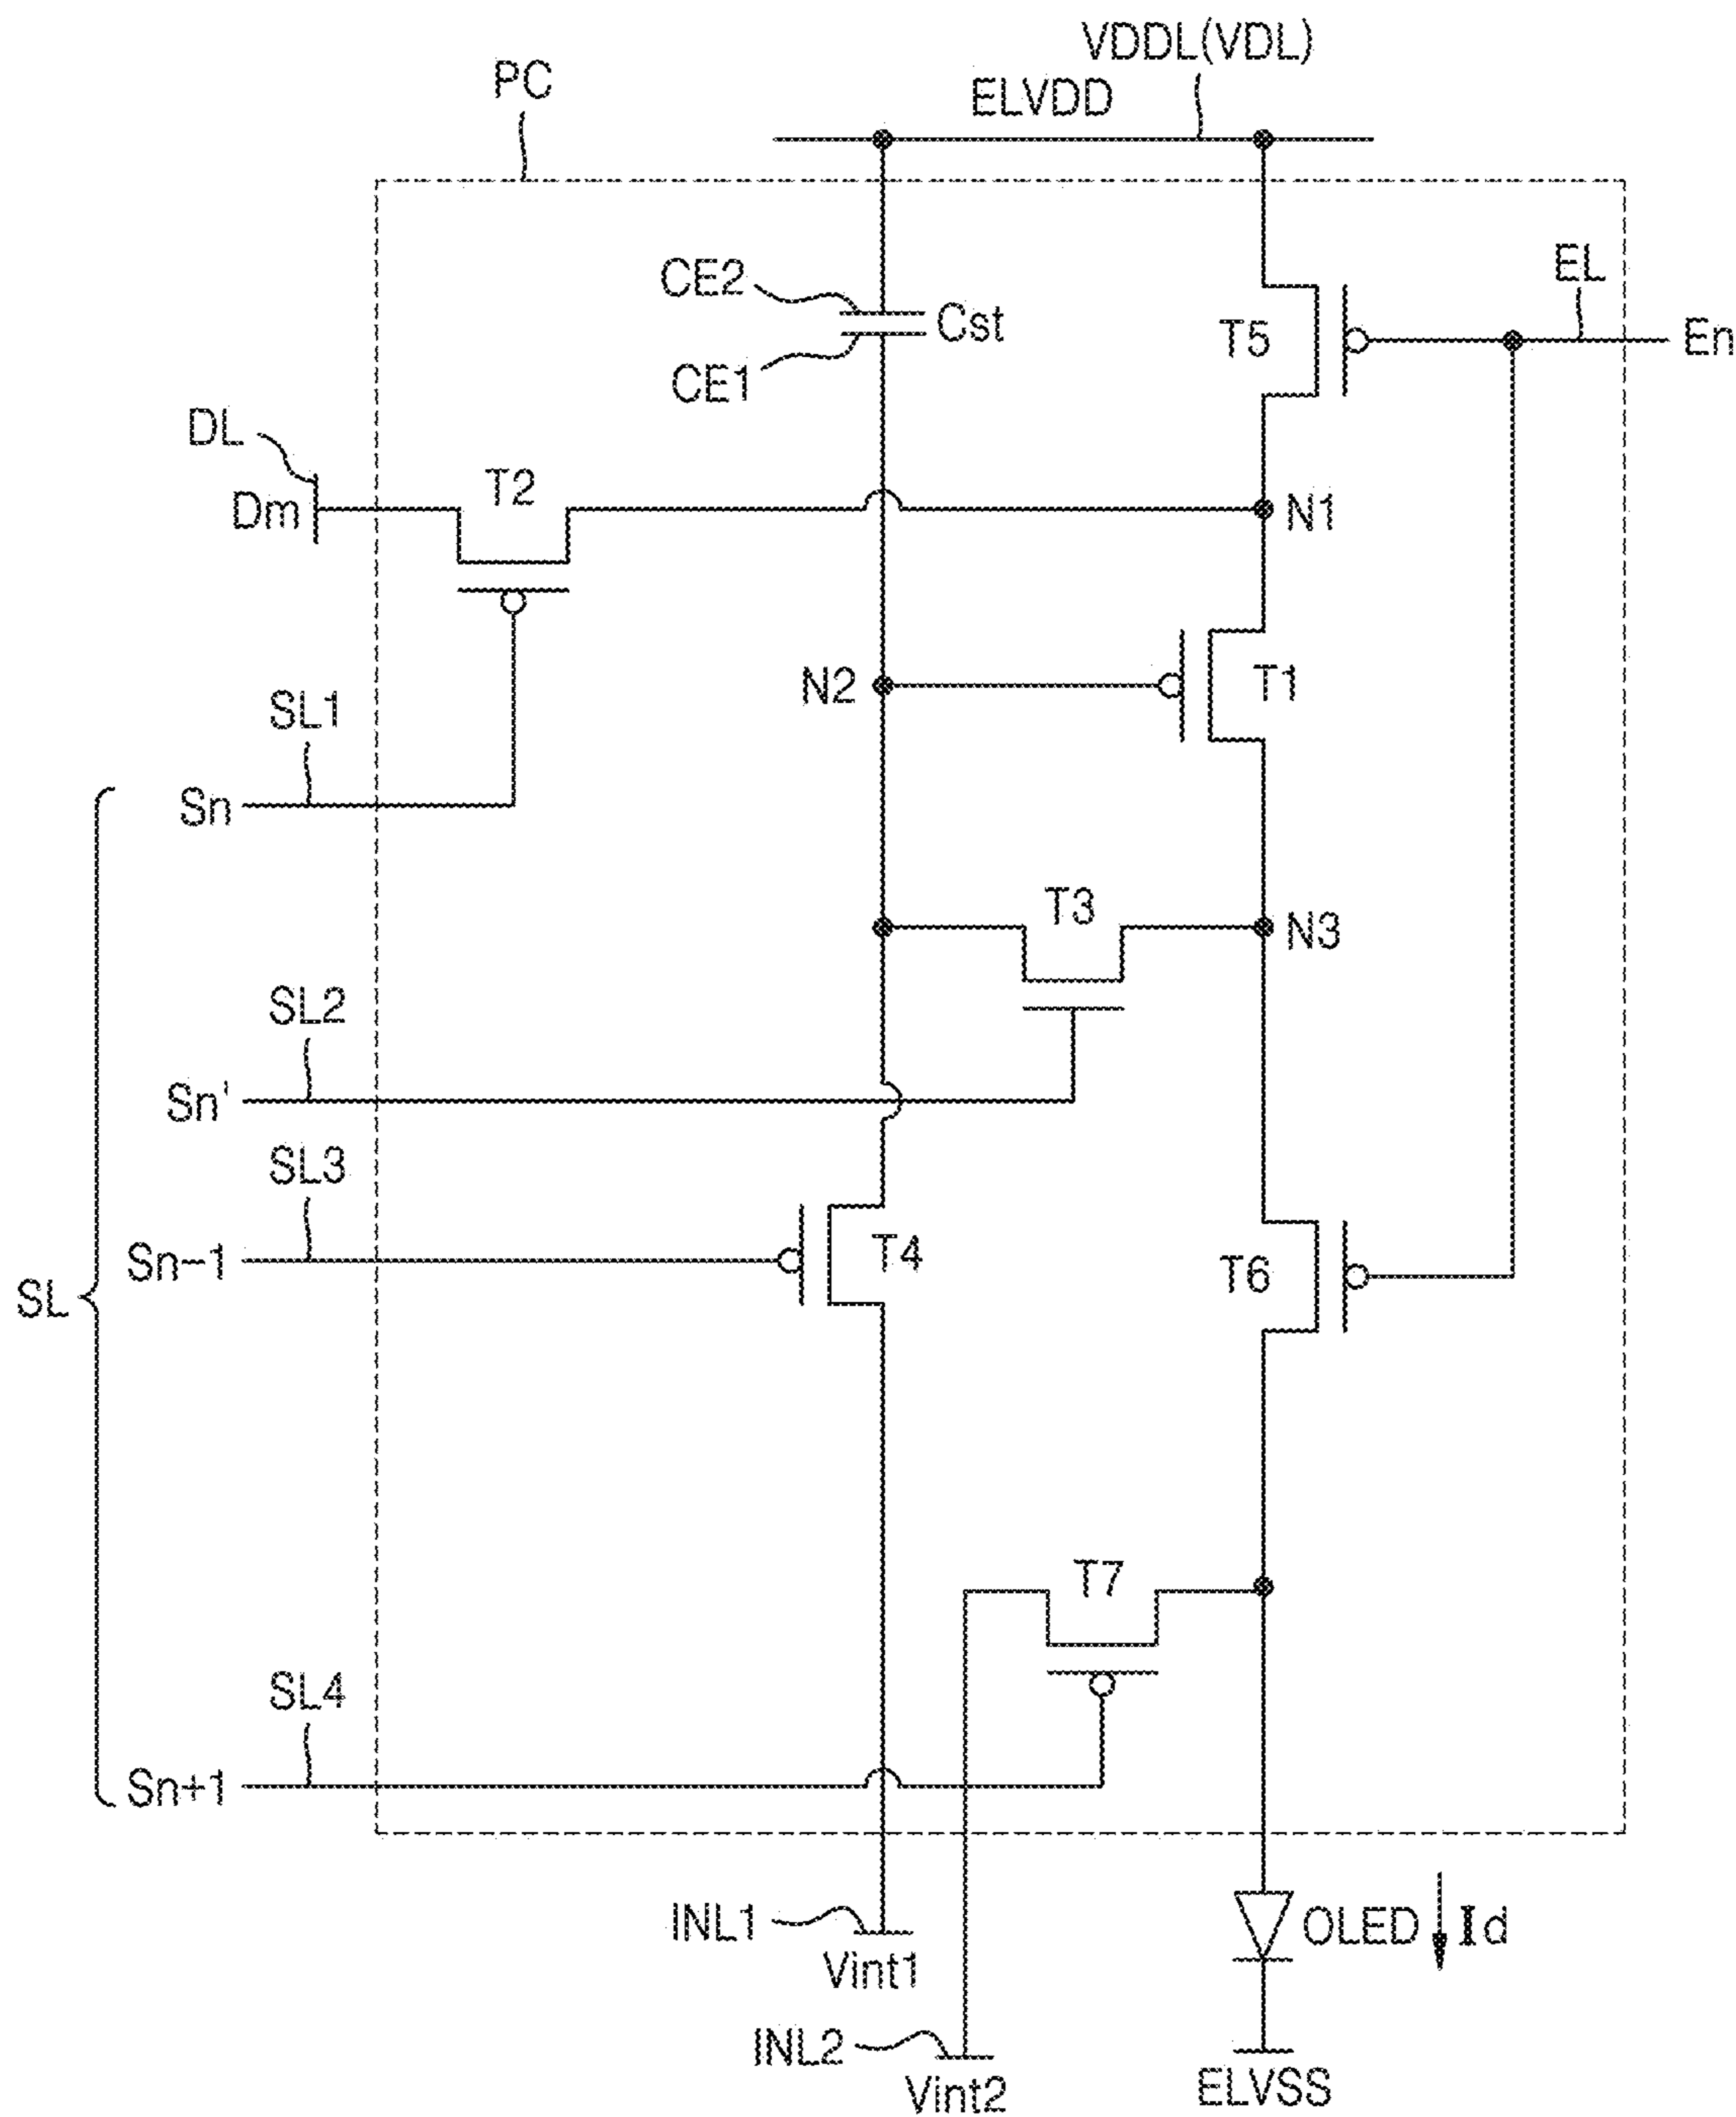 VDDL(VDL)
PC
ELVDD
CE2
Cst
CE1
EL
T5
En
DL
Dm
T2
N1
N2
T1
SL1
Sn
T3
N3
SL2
Sn'
SL3
Sn-1
T4
T6
SL
T7
SL4
Sn+1
INL1
Vint1
OLED
Id
INL2
Vint2
ELVSS